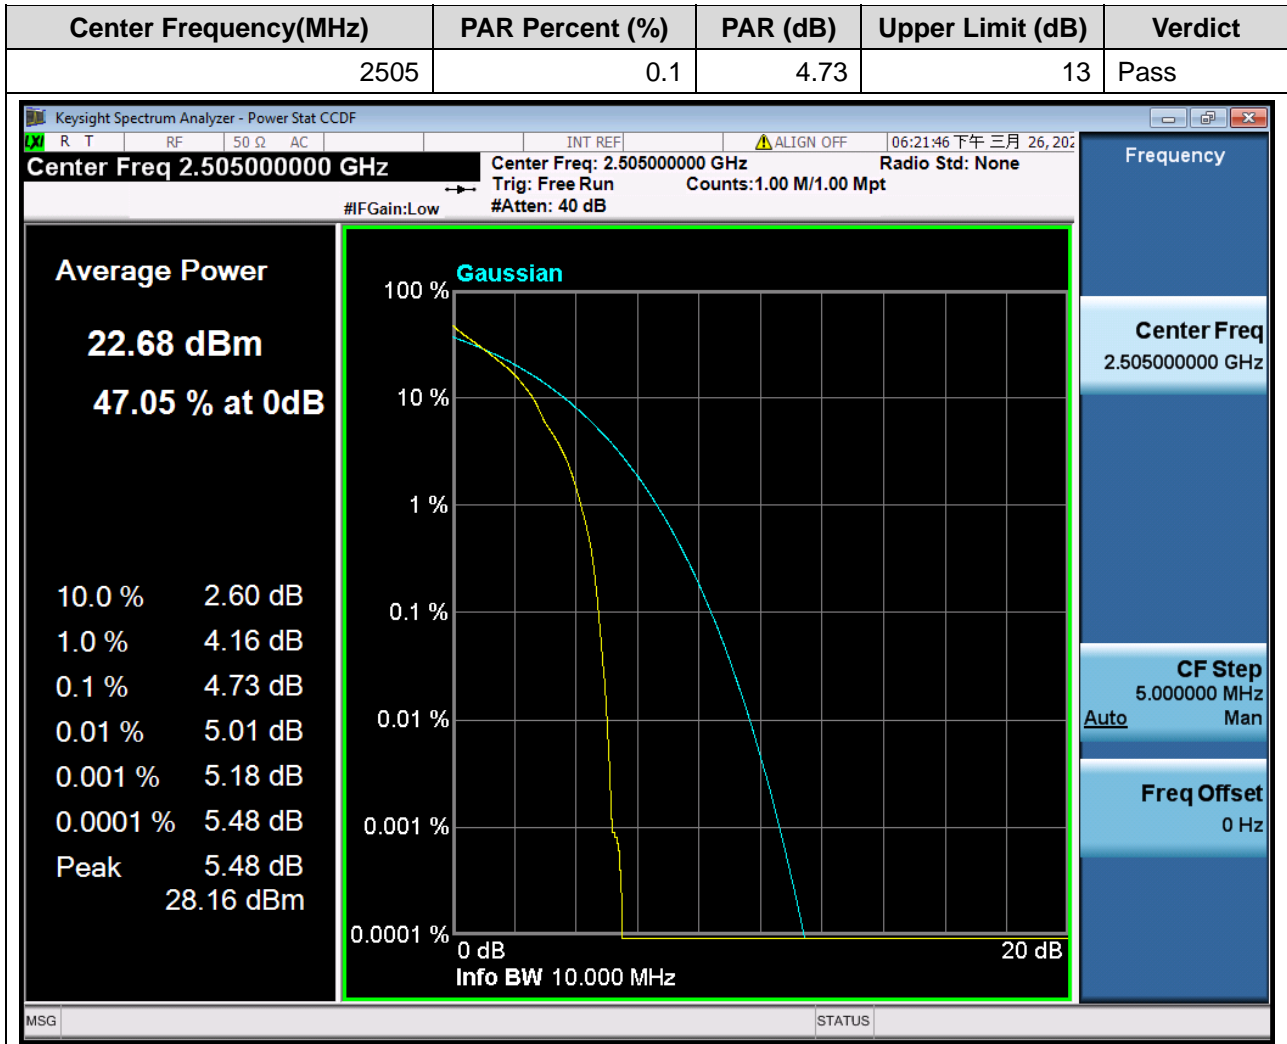 Center Frequency(MHz) PAR Percent (%) PAR (dB) Upper Limit (dB) Verdict
2505 0.1 4.73 13 Pass
Keysight Spectrum Analyzer - Power Stat CCDF
LXI R T RF 50 Ω AC INT REF ALIGN OFF 06:21:46 下午 三月 26, 202
Center Freq 2.505000000 GHz
Center Freq: 2.505000000 GHz Radio Std: None
Trig: Free Run Counts:1.00 M/1.00 Mpt
#IFGain:Low #Atten: 40 dB
Average Power
22.68 dBm
47.05 % at 0dB
10.0 % 2.60 dB
1.0 % 4.16 dB
0.1 % 4.73 dB
0.01 % 5.01 dB
0.001 % 5.18 dB
0.0001 % 5.48 dB
Peak 5.48 dB
28.16 dBm
Gaussian
100 %
10 %
1 %
0.1 %
0.01 %
0.001 %
0.0001 %
0 dB 20 dB
Info BW 10.000 MHz
Frequency
Center Freq
2.505000000 GHz
CF Step
5.000000 MHz
Auto Man
Freq Offset
0 Hz
MSG STATUS